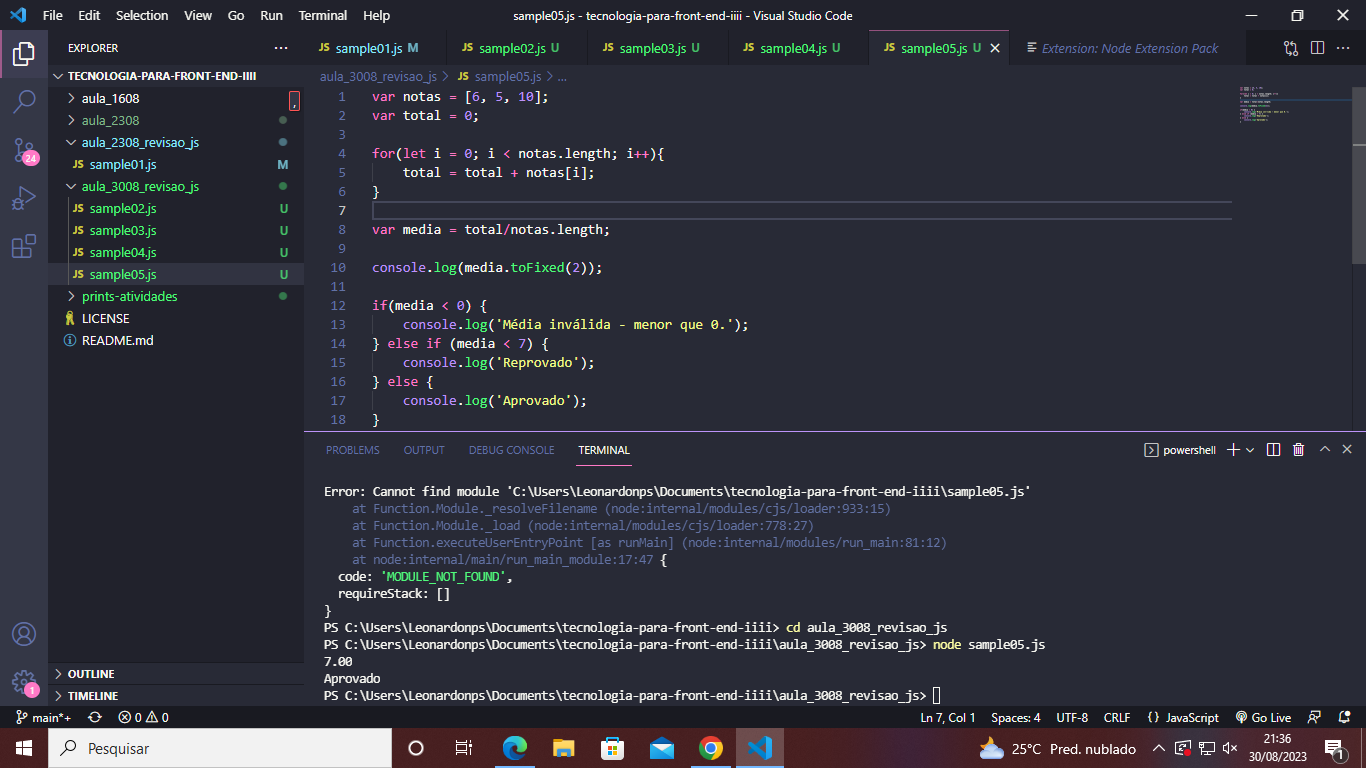 File Edit Selection View Go Run Terminal Help
sample05.js - tecnologia-para-front-end-iiii - Visual Studio Code
EXPLORER
TECNOLOGIA-PARA-FRONT-END-IIII
aula_1608
,
aula_2308
aula_2308_revisao_js
JS sample01.js M
aula_3008_revisao_js
JS sample02.js U
JS sample03.js U
JS sample04.js U
JS sample05.js U
prints-atividades
LICENSE
README.md
OUTLINE
TIMELINE
24
1
JS sample01.js M JS sample02.js U JS sample03.js U JS sample04.js U JS sample05.js U Extension: Node Extension Pack
aula_3008_revisao_js > JS sample05.js > ...
1 var notas = [6, 5, 10];
2 var total = 0;
3
4 for(let i = 0; i < notas.length; i++){
5 total = total + notas[i];
6 }
7
8 var media = total/notas.length;
9
10 console.log(media.toFixed(2));
11
12 if(media < 0) {
13 console.log('Média inválida - menor que 0.');
14 } else if (media < 7) {
15 console.log('Reprovado');
16 } else {
17 console.log('Aprovado');
18 }
PROBLEMS OUTPUT DEBUG CONSOLE TERMINAL
powershell
Error: Cannot find module 'C:\Users\Leonardonps\Documents\tecnologia-para-front-end-iiii\sample05.js'
at Function.Module._resolveFilename (node:internal/modules/cjs/loader:933:15)
at Function.Module._load (node:internal/modules/cjs/loader:778:27)
at Function.executeUserEntryPoint [as runMain] (node:internal/modules/run_main:81:12)
at node:internal/main/run_main_module:17:47 {
code: 'MODULE_NOT_FOUND',
requireStack: []
}
PS C:\Users\Leonardonps\Documents\tecnologia-para-front-end-iiii> cd aula_3008_revisao_js
PS C:\Users\Leonardonps\Documents\tecnologia-para-front-end-iiii\aula_3008_revisao_js> node sample05.js
7.00
Aprovado
PS C:\Users\Leonardonps\Documents\tecnologia-para-front-end-iiii\aula_3008_revisao_js>
main*+ 0 0 Ln 7, Col 1 Spaces: 4 UTF-8 CRLF {} JavaScript Go Live
Pesquisar
25°C Pred. nublado
21:36
30/08/2023
1